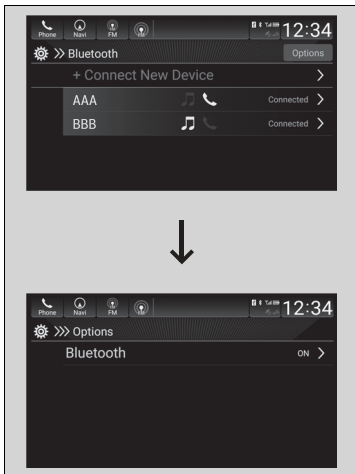 Phone Navi FM 12:34
Bluetooth Options
+ Connect New Device
AAA Connected
BBB Connected
Phone Navi FM 12:34
Options
Bluetooth ON